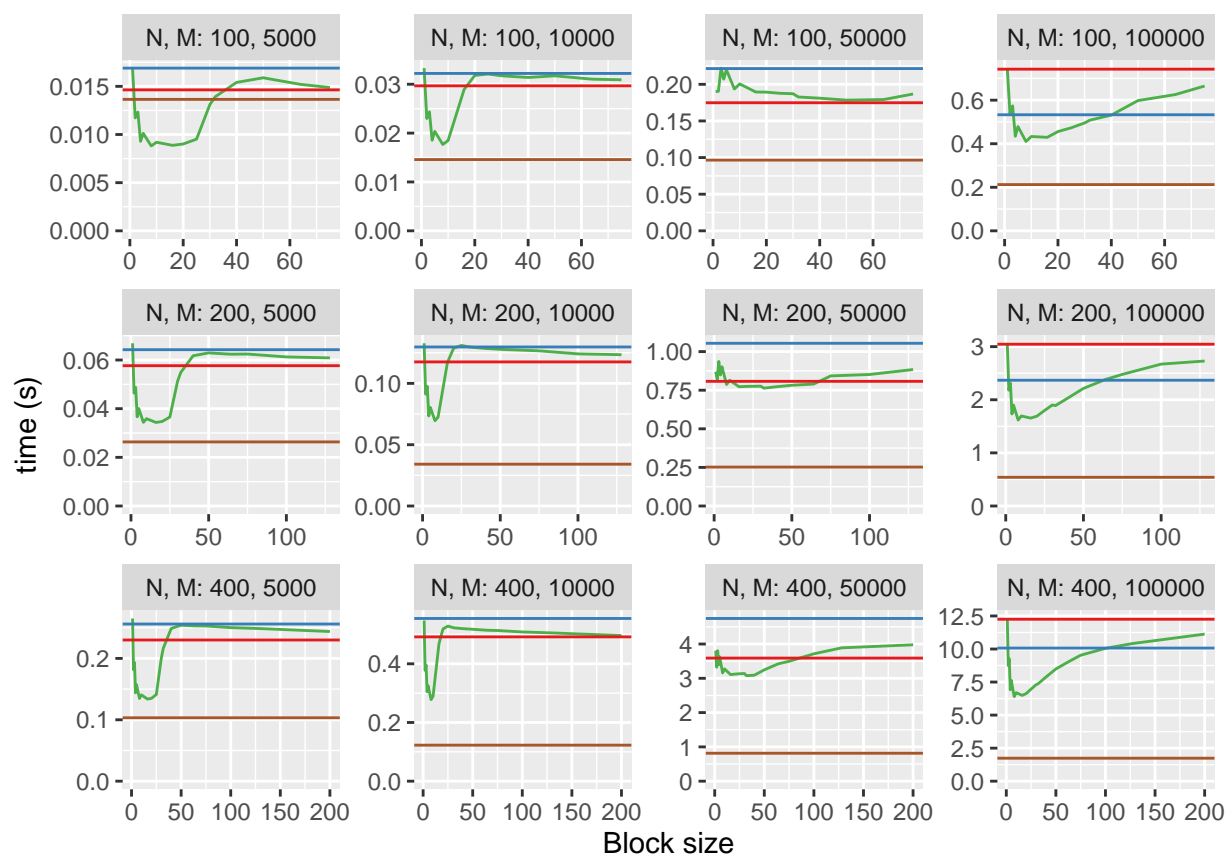 N, M: 100, 5000
N, M: 100, 10000
N, M: 100, 50000
N, M: 100, 100000
0.015
0.010
0.005
0.000
0 20 40 60
0.03
0.02
0.01
0.00
0 20 40 60
0.20
0.15
0.10
0.05
0.00
0 20 40 60
0.6
0.4
0.2
0.0
0 20 40 60
N, M: 200, 5000
N, M: 200, 10000
N, M: 200, 50000
N, M: 200, 100000
time (s)
0.06
0.04
0.02
0.00
0 50 100
0.10
0.05
0.00
0 50 100
1.00
0.75
0.50
0.25
0.00
0 50 100
3
2
1
0
0 50 100
N, M: 400, 5000
N, M: 400, 10000
N, M: 400, 50000
N, M: 400, 100000
0.2
0.1
0.0
0 50 100 150 200
0.4
0.2
0.0
0 50 100 150 200
4
3
2
1
0
0 50 100 150 200
12.5
10.0
7.5
5.0
2.5
0.0
0 50 100 150 200
Block size